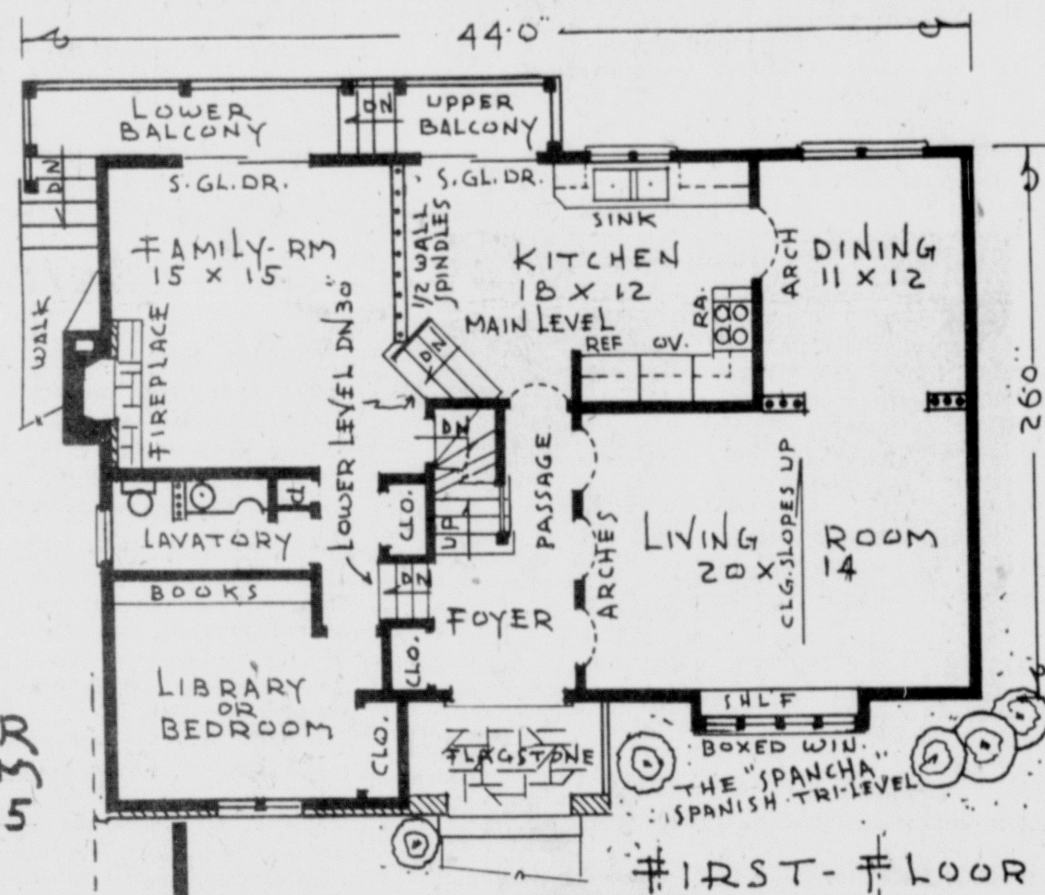 44'0"
LOWER
BALCONY
DN
UPPER
BALCONY
DN
S. GL. DR.
S. GL. DR.
SINK
FAMILY-RM
15 X 15
1/2 WALL
SPINDLES
KITCHEN
18 X 12
MAIN LEVEL
ARCH
DINING
11 X 12
RA.
REF
OV.
DN
WALK
FIREPLACE
LOWER LEVEL DN 30"
26'0"
DN
PASSAGE
CLO.
UP
LAVATORY
ARCHES
LIVING ROOM
20 X 14
CLG. SLOPES UP
BOOKS
DN
FOYER
CLO.
LIBRARY
OR
BEDROOM
CLO.
SHLF
FLAGSTONE
BOXED WIN.
THE "SPANCHA"
SPANISH TRI-LEVEL
FIRST-FLOOR